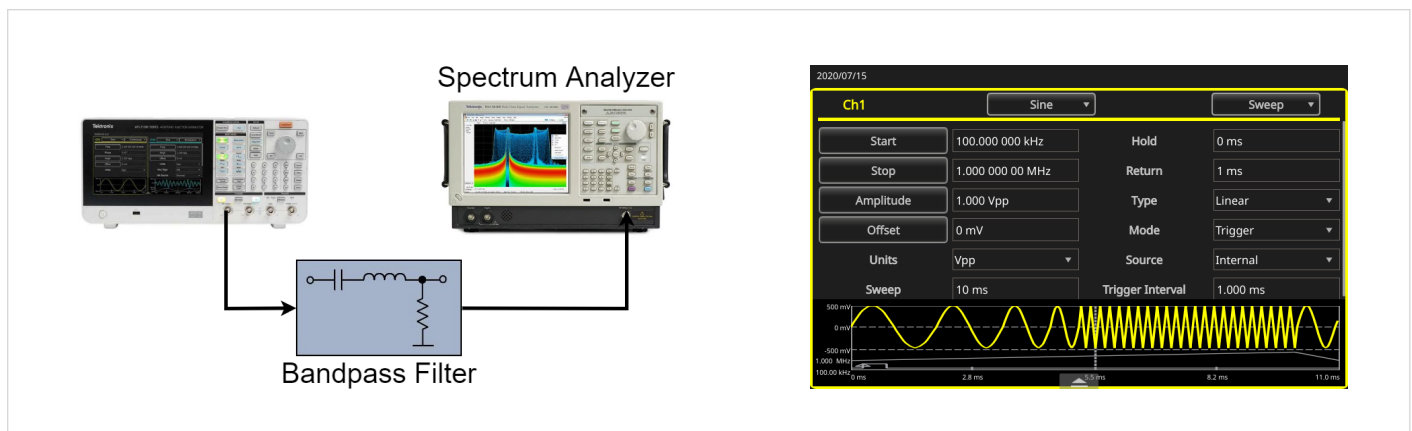 Spectrum Analyzer
Tektronix
Tektronix
Bandpass Filter
2020/07/15
Ch1 Sine Sweep
Start 100.000 000 kHz Hold 0 ms
Stop 1.000 000 00 MHz Return 1 ms
Amplitude 1.000 Vpp Type Linear
Offset 0 mV Mode Trigger
Units Vpp Source Internal
Sweep 10 ms Trigger Interval 1.000 ms
500 mV
0 mV
-500 mV
1.000 MHz
100.00 kHz
0 ms 2.8 ms 5.5 ms 8.2 ms 11.0 ms